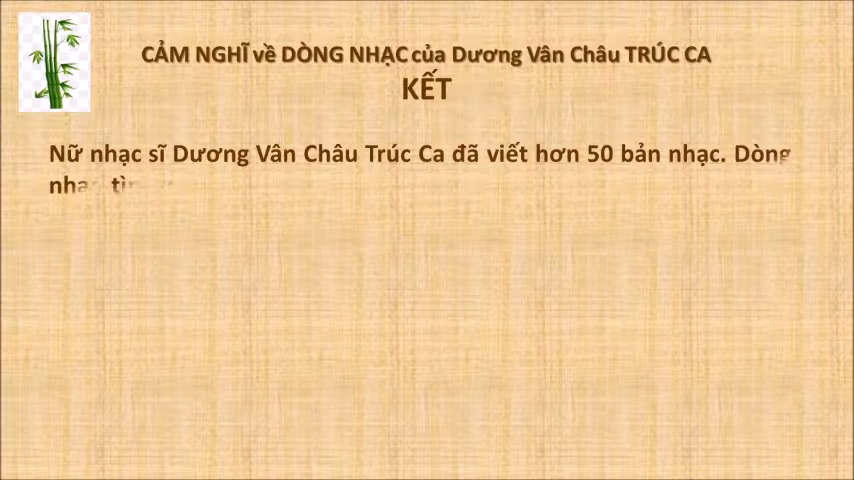 CẢM NGHĨ về DÒNG NHẠC của Dương Vân Châu TRÚC CA
KẾT
Nữ nhạc sĩ Dương Vân Châu Trúc Ca đã viết hơn 50 bản nhạc. Dòng
nhạc